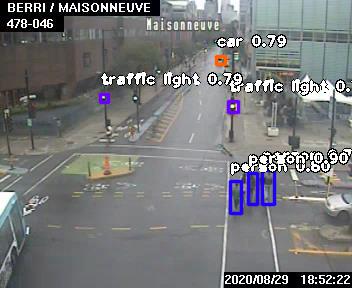 BERRI / MAISONNEUVE
478-046
Maisonneuve
car 0.79
traffic light 0.79
traffic light 0.
person 0.90
person 0.80
2020/08/29 18:52:22